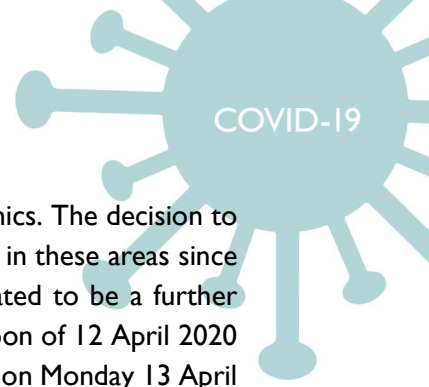 COVID-19
nics. The decision to
in these areas since
ated to be a further
on of 12 April 2020
on Monday 13 April